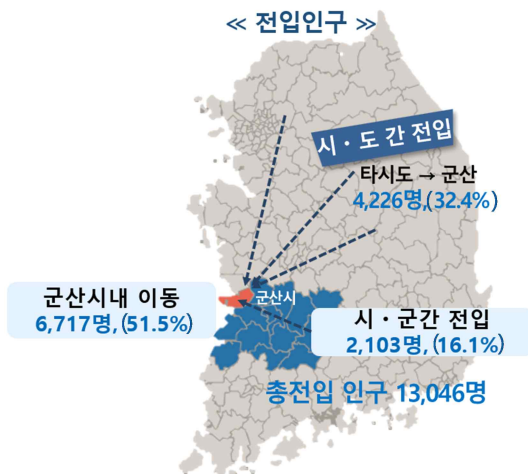 ≪ 전입인구 ≫
시・도 간 전입
타시도 → 군산
4,226명,(32.4%)
군산시
군산시내 이동
6,717명,(51.5%)
시・군간 전입
2,103명,(16.1%)
총전입 인구 13,046명